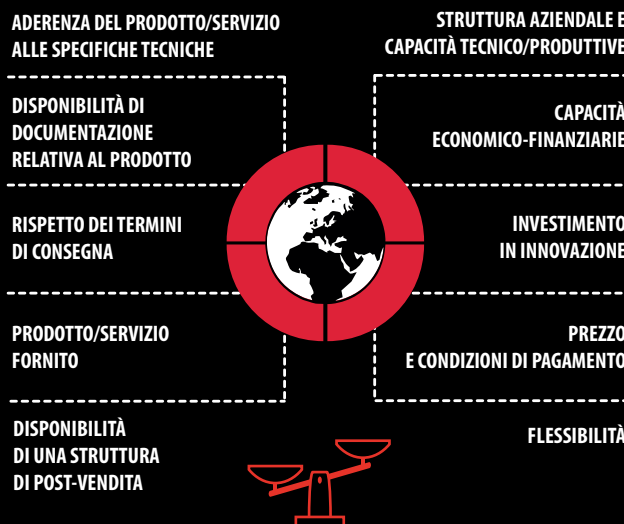 ADERENZA DEL PRODOTTO/SERVIZIO
ALLE SPECIFICHE TECNICHE
DISPONIBILITÀ DI
DOCUMENTAZIONE
RELATIVA AL PRODOTTO
RISPETTO DEI TERMINI
DI CONSEGNA
PRODOTTO/SERVIZIO
FORNITO
DISPONIBILITÀ
DI UNA STRUTTURA
DI POST-VENDITA
STRUTTURA AZIENDALE E
CAPACITÀ TECNICO/PRODUTTIVE
CAPACITÀ
ECONOMICO-FINANZIARIE
INVESTIMENTO
IN INNOVAZIONE
PREZZO
E CONDIZIONI DI PAGAMENTO
FLESSIBILITÀ